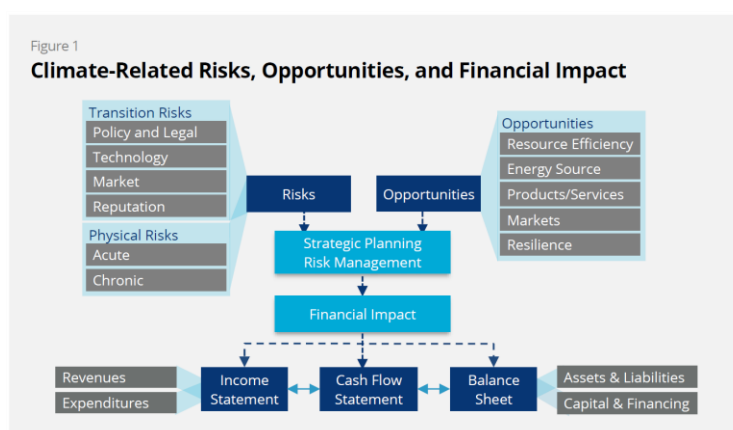 Figure 1
Climate-Related Risks, Opportunities, and Financial Impact
Transition Risks
Policy and Legal
Technology
Market
Reputation
Physical Risks
Acute
Chronic
Risks
Opportunities
Opportunities
Resource Efficiency
Energy Source
Products/Services
Markets
Resilience
Strategic Planning
Risk Management
Financial Impact
Revenues
Expenditures
Income
Statement
Cash Flow
Statement
Balance
Sheet
Assets & Liabilities
Capital & Financing